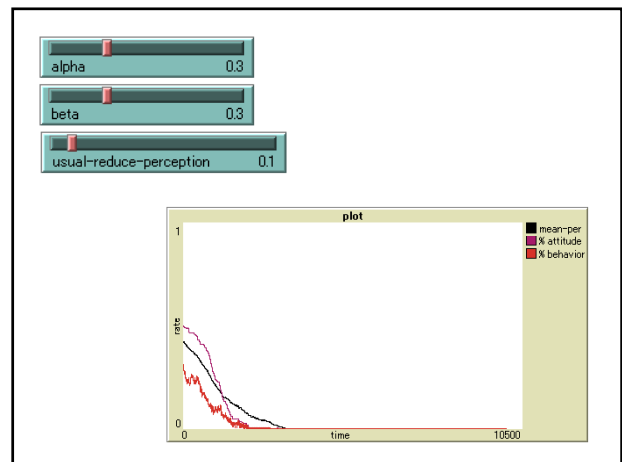 alpha 0.3
beta 0.3
usual-reduce-perception 0.1
plot
1
rate
0
0 time 10500
mean-per
% attitude
% behavior